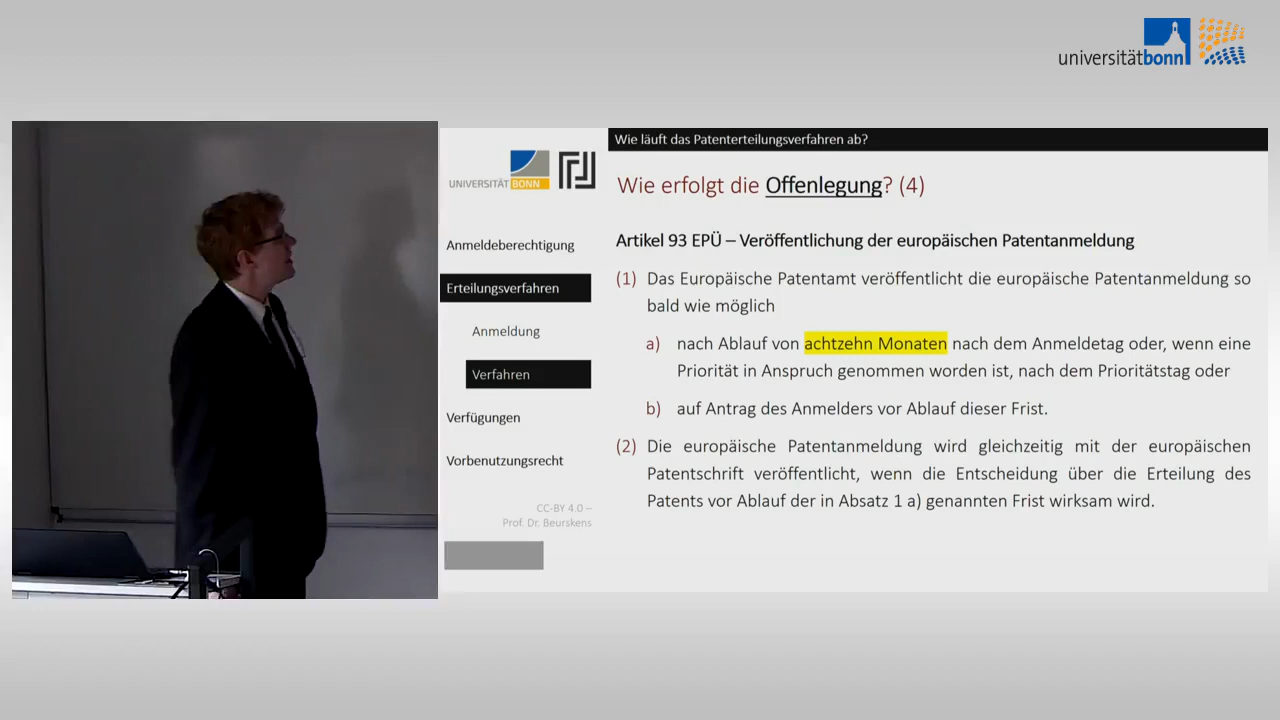 universitätbonn
Wie läuft das Patenterteilungsverfahren ab?
UNIVERSITÄT BONN
Wie erfolgt die Offenlegung? (4)
Anmeldeberechtigung
Erteilungsverfahren
Anmeldung
Verfahren
Verfügungen
Vorbenutzungsrecht
CC-BY 4.0 –
Prof. Dr. Beurskens
Artikel 93 EPÜ – Veröffentlichung der europäischen Patentanmeldung
(1) Das Europäische Patentamt veröffentlicht die europäische Patentanmeldung so
bald wie möglich
a) nach Ablauf von achtzehn Monaten nach dem Anmeldetag oder, wenn eine
Priorität in Anspruch genommen worden ist, nach dem Prioritätstag oder
b) auf Antrag des Anmelders vor Ablauf dieser Frist.
(2) Die europäische Patentanmeldung wird gleichzeitig mit der europäischen
Patentschrift veröffentlicht, wenn die Entscheidung über die Erteilung des
Patents vor Ablauf der in Absatz 1 a) genannten Frist wirksam wird.